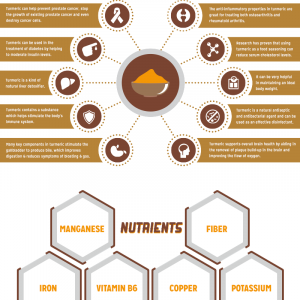 Turmeric can help prevent prostate cancer, stop
the growth of existing prostate cancer and even
destroy cancer cells.
The anti-inflammatory properties in turmeric are
great for treating both osteoarthritis and
rheumatoid arthritis.
Turmeric can be used in the
treatment of diabetes by helping
to moderate insulin levels.
Research has proven that using
turmeric as a food seasoning can
reduce serum cholesterol levels.
Turmeric is a kind of
natural liver detoxifier.
It can be very helpful
to maintaining an ideal
body weight.
Turmeric contains a substance
which helps stimulate the body's
immune system.
Turmeric is a natural antiseptic
and antibacterial agent and can be
used as an effective disinfectant.
Many key components in turmeric stimulate the
gallbladder to produce bile, which improves
digestion & reduces symptoms of bloating & gas.
Turmeric supports overall brain health by aiding in
the removal of plaque buildup in the brain and
improving the flow of oxygen.
NUTRIENTS
MANGANESE
FIBER
IRON
VITAMIN B6
COPPER
POTASSIUM